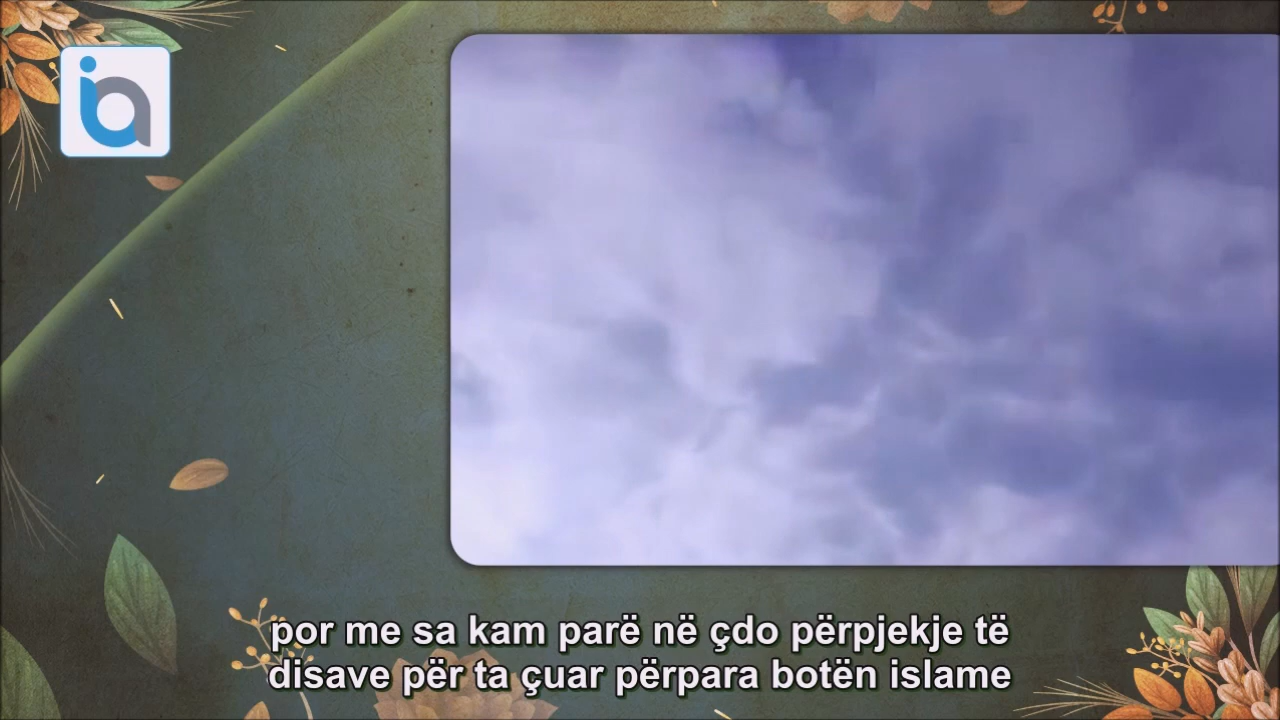 por me sa kam parë në çdo përpjekje të
disave për ta çuar përpara botën islame